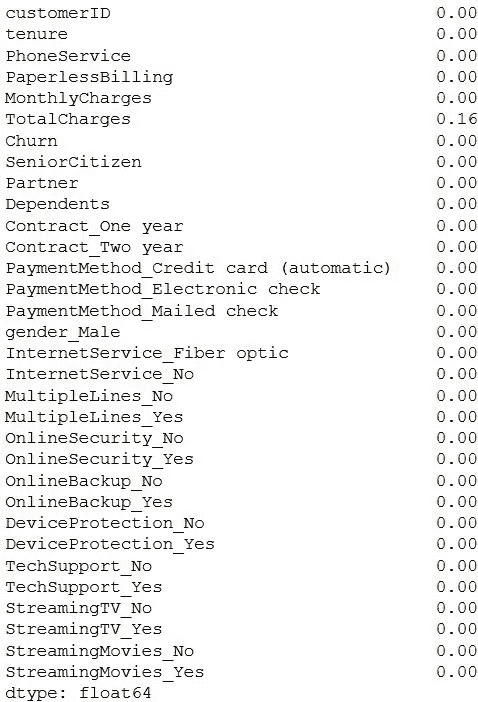 customerID 0.00
tenure 0.00
PhoneService 0.00
PaperlessBilling 0.00
MonthlyCharges 0.00
TotalCharges 0.16
Churn 0.00
SeniorCitizen 0.00
Partner 0.00
Dependents 0.00
Contract_One year 0.00
Contract_Two year 0.00
PaymentMethod_Credit card (automatic) 0.00
PaymentMethod_Electronic check 0.00
PaymentMethod_Mailed check 0.00
gender_Male 0.00
InternetService_Fiber optic 0.00
InternetService_No 0.00
MultipleLines_No 0.00
MultipleLines_Yes 0.00
OnlineSecurity_No 0.00
OnlineSecurity_Yes 0.00
OnlineBackup_No 0.00
OnlineBackup_Yes 0.00
DeviceProtection_No 0.00
DeviceProtection_Yes 0.00
TechSupport_No 0.00
TechSupport_Yes 0.00
StreamingTV_No 0.00
StreamingTV_Yes 0.00
StreamingMovies_No 0.00
StreamingMovies_Yes 0.00
dtype: float64